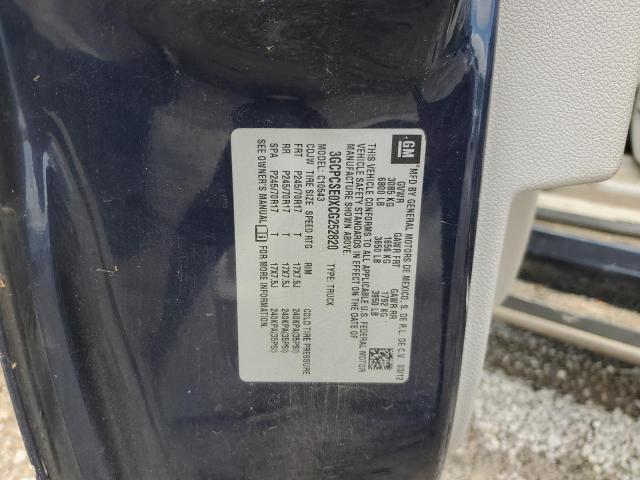 GM
MFD BY GENERAL MOTORS DE MEXICO, S. DE R.L. DE C.V. 03/12
GVWR GAWR FRT GAWR RR
3085 KG 1656 KG 1792 KG
6800 LB 3650 LB 3950 LB
THIS VEHICLE CONFORMS TO ALL APPLICABLE U.S. FEDERAL MOTOR
VEHICLE SAFETY STANDARDS IN EFFECT ON THE DATE OF
MANUFACTURE SHOWN ABOVE.
3GCPCSE0XCG252820 TYPE: TRUCK
MODEL: C10543
CDJW TIRE SIZE SPEED RTG RIM COLD TIRE PRESSURE
FRT P245/70R17 T 17X7.5J 240KPA(35PSI)
RR P245/70R17 T 17X7.5J 240KPA(35PSI)
SPA P245/70R17 T 17X7.5J 240KPA(35PSI)
SEE OWNER'S MANUAL FOR MORE INFORMATION.